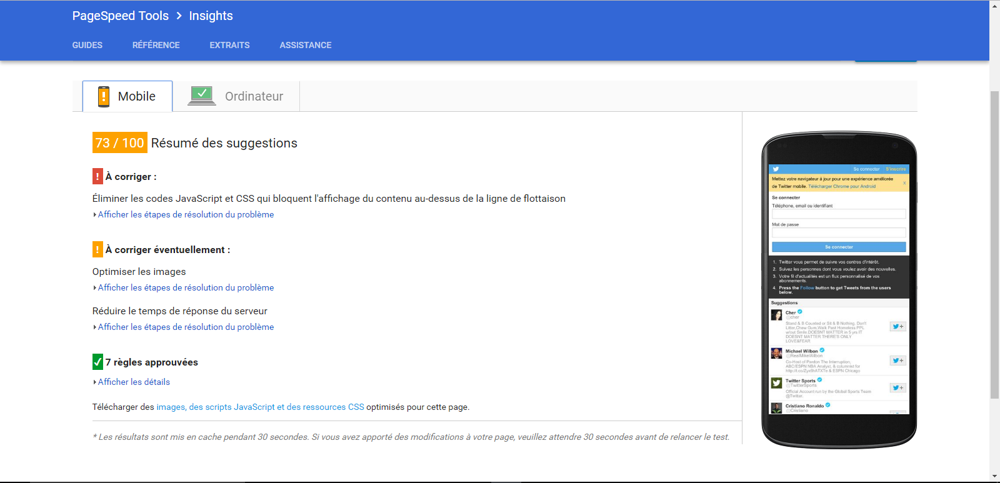 PageSpeed Tools > Insights
GUIDES RÉFÉRENCE EXTRAITS ASSISTANCE
Mobile Ordinateur
73 / 100 Résumé des suggestions
! À corriger :
Éliminer les codes JavaScript et CSS qui bloquent l'affichage du contenu au-dessus de la ligne de flottaison
Afficher les étapes de résolution du problème
! À corriger éventuellement :
Optimiser les images
Afficher les étapes de résolution du problème
Réduire le temps de réponse du serveur
Afficher les étapes de résolution du problème
7 règles approuvées
Afficher les détails
Télécharger des images, des scripts JavaScript et des ressources CSS optimisés pour cette page.
* Les résultats sont mis en cache pendant 30 secondes. Si vous avez apporté des modifications à votre page, veuillez attendre 30 secondes avant de relancer le test.
Se connecter S'inscrire
Mettez votre navigateur à jour pour une expérience améliorée
de Twitter mobile. Télécharger Chrome pour Android x
Se connecter
Téléphone, email ou identifiant
Mot de passe
Se connecter
1. Twitter vous permet de suivre vos centres d'intérêt.
2. Suivez les personnes dont vous voulez avoir des nouvelles.
3. Votre fil d'actualités est un flux personnalisé de vos
abonnements.
4. Press the Follow button to get Tweets from the users
below.
Suggestions
Cher
@cher
Stand & B Counted or Sit & B Nothing. Don't
Litter,Chew Gum,Walk Past Homeless PPL
w/out Smile.DOESNT MATTER in 5 yrs IT
DOESNT MATTER THERE'S ONLY
LOVE&FEAR
Michael Wilbon
@RealMikeWilbon
Co-Host of Pardon The Interruption,
ABC/ESPN NBA Analyst, & columnist for
& ESPN Chicago
Twitter Sports
@TwitterSports
Official Account run by the Global Sports Team
@Twitter.
Cristiano Ronaldo
@Cristiano